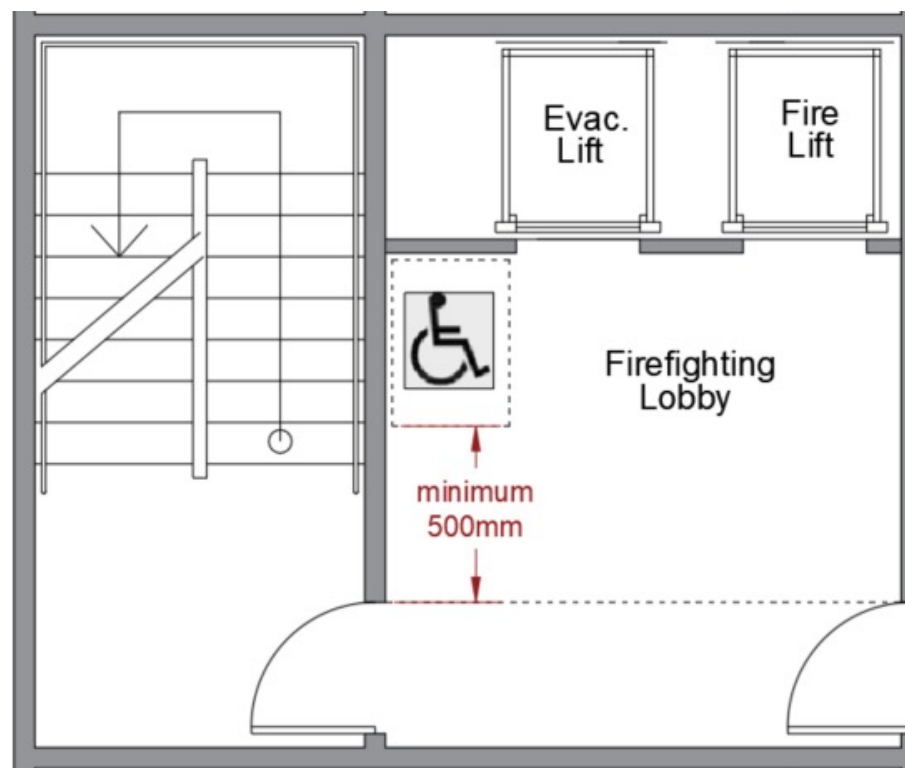 Evac.
Lift
Fire
Lift
Firefighting
Lobby
minimum
500mm